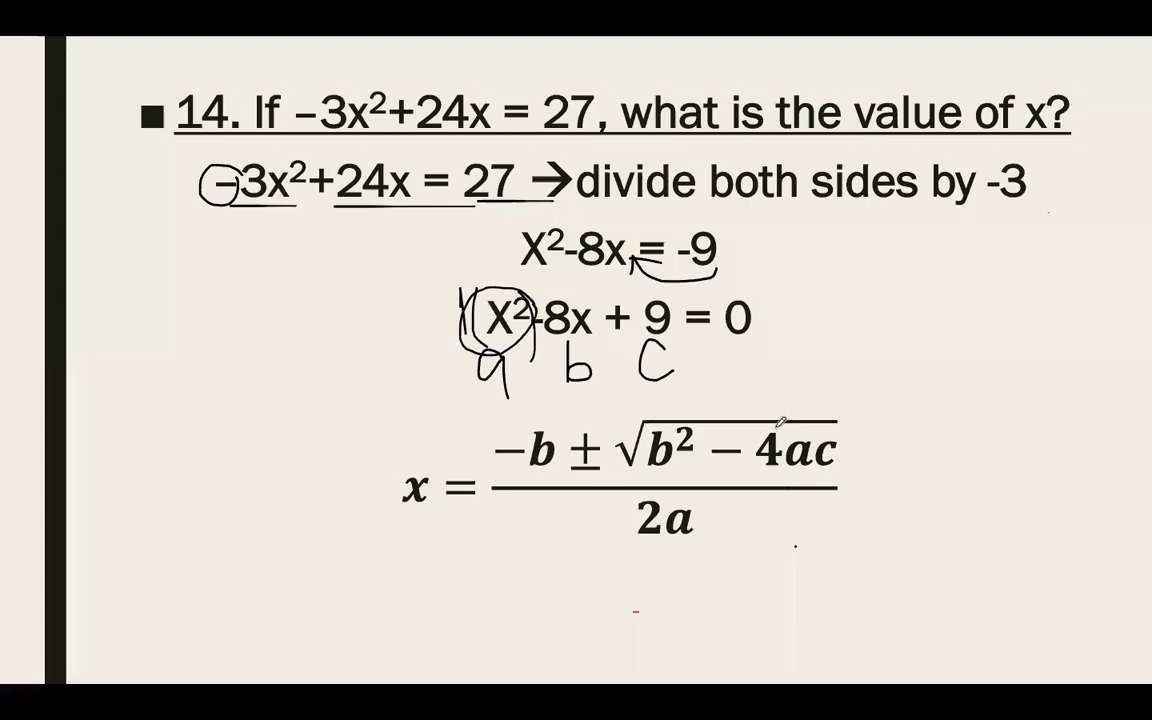 ■ 14. If –3x²+24x = 27, what is the value of x?
–3x²+24x = 27 →divide both sides by -3
X²-8x = -9
1 X²-8x + 9 = 0
a b c
x = (−b ± √(b² − 4ac)) / 2a